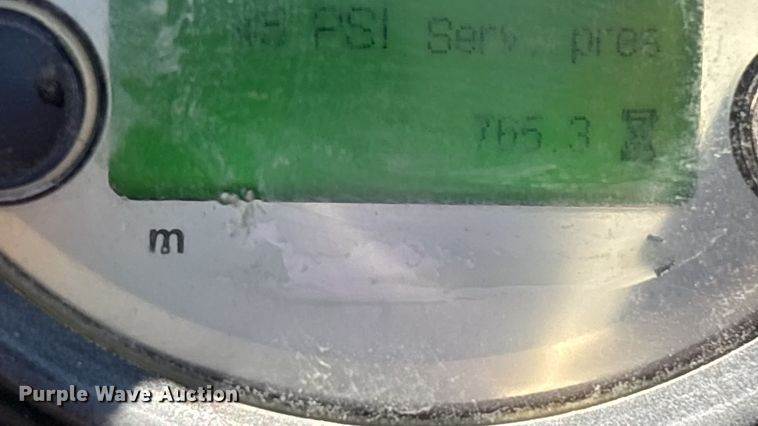 PSI Serv. pres
765.3
m
Purple Wave Auction